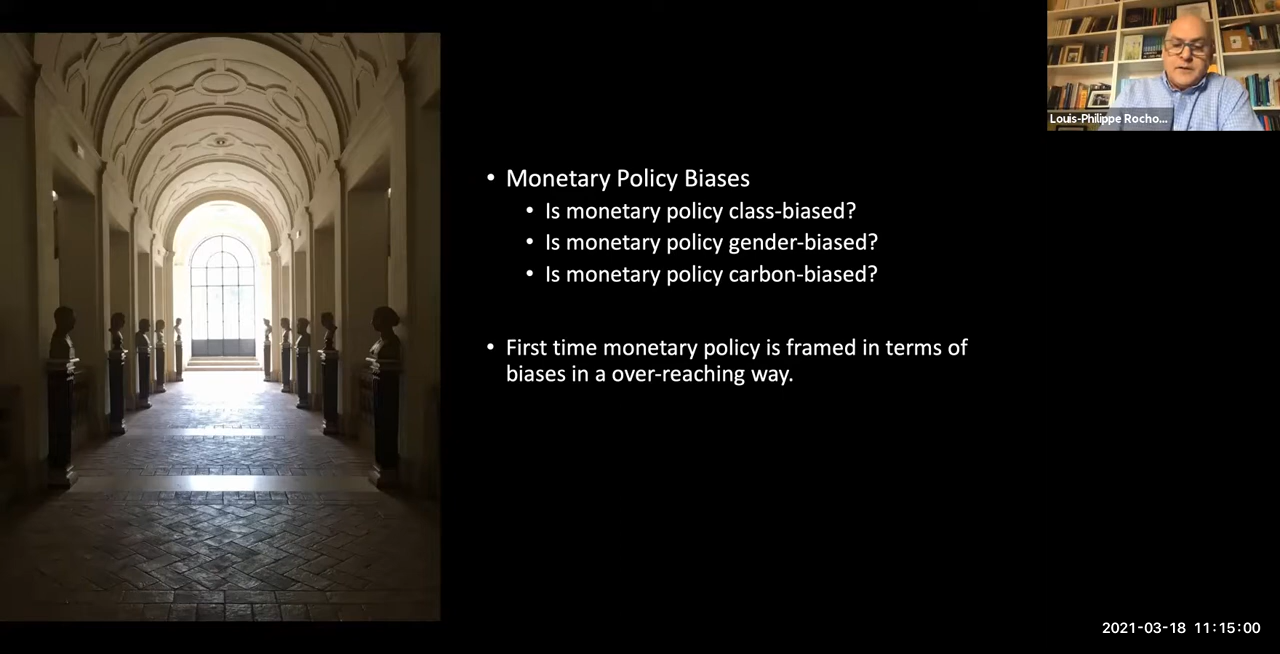 Louis-Philippe Rocho...
• Monetary Policy Biases
• Is monetary policy class-biased?
• Is monetary policy gender-biased?
• Is monetary policy carbon-biased?
• First time monetary policy is framed in terms of
biases in a over-reaching way.
2021-03-18 11:15:00